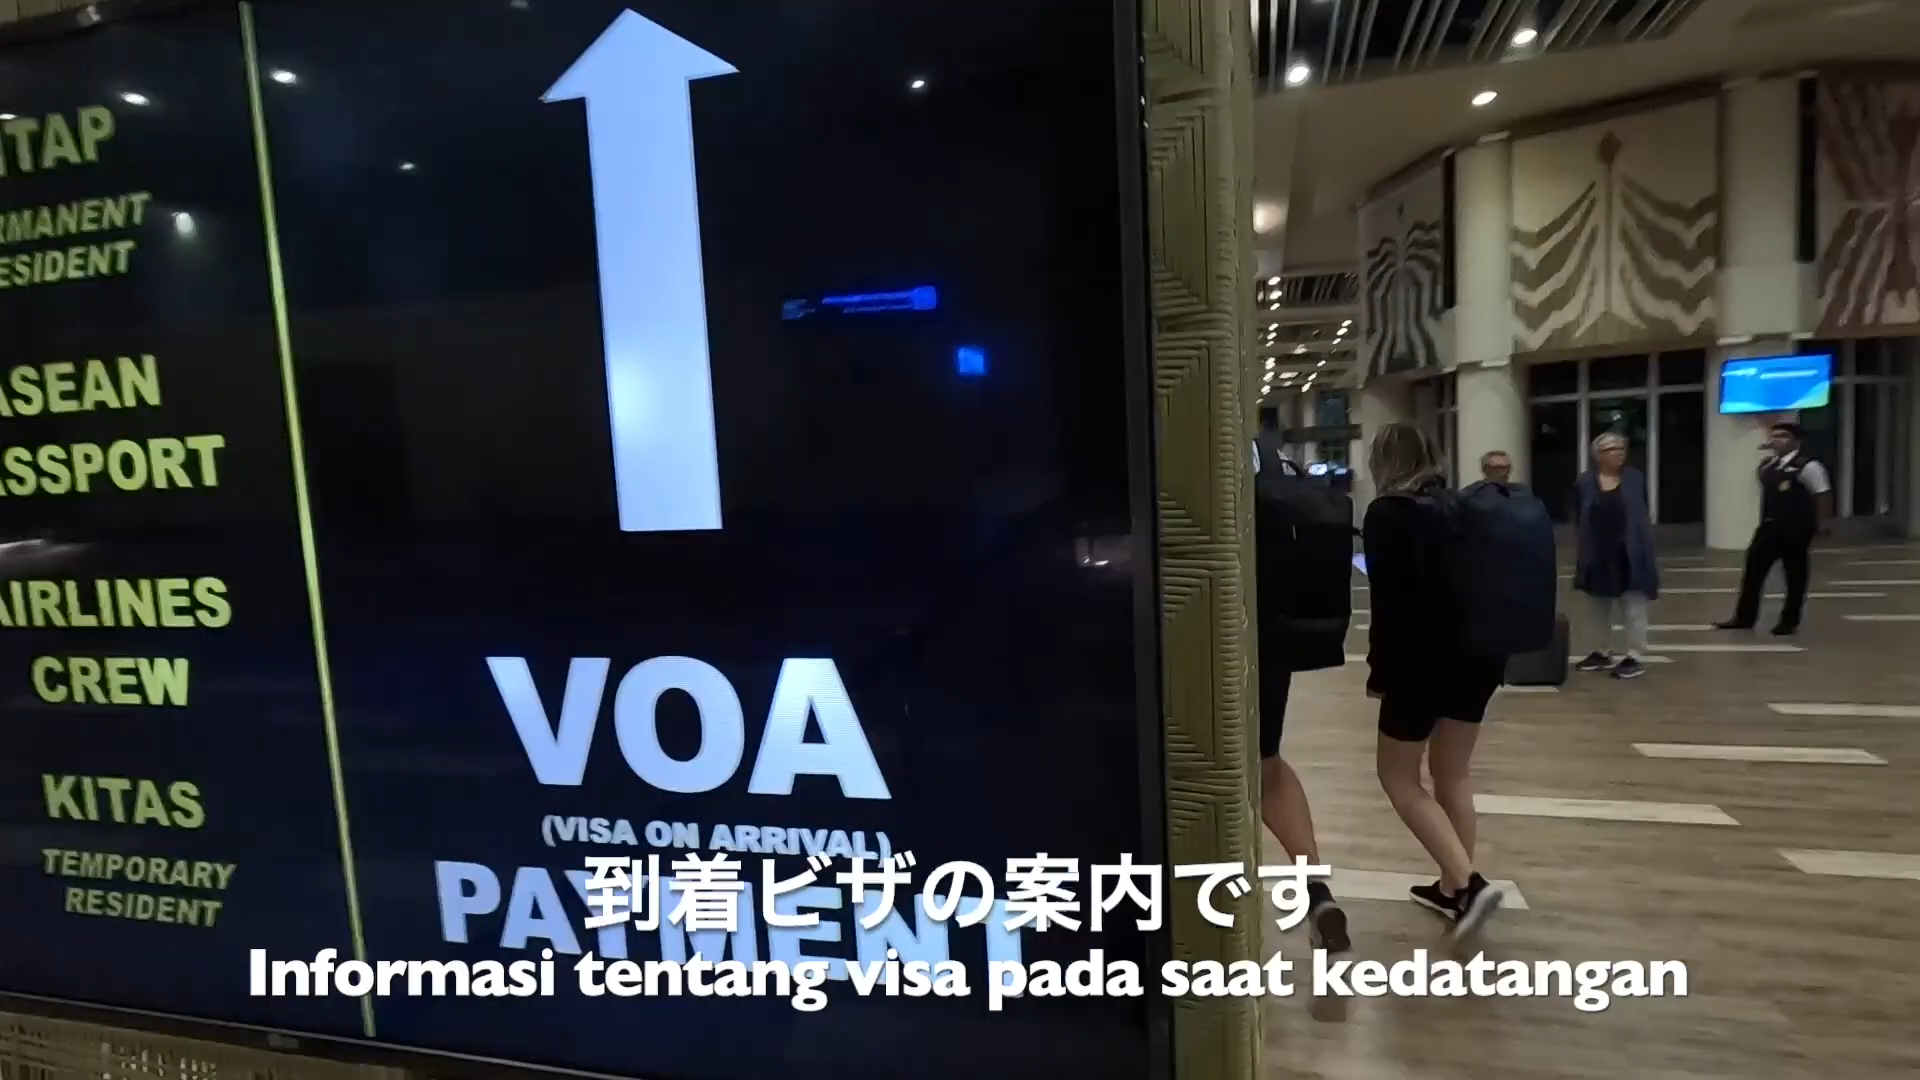 ITAP
RMANENT
ESIDENT
ASEAN
ASSPORT
AIRLINES
CREW
KITAS
TEMPORARY
RESIDENT
VOA
(VISA ON ARRIVAL)
PAYMENT
到着ビザの案内です
Informasi tentang visa pada saat kedatangan